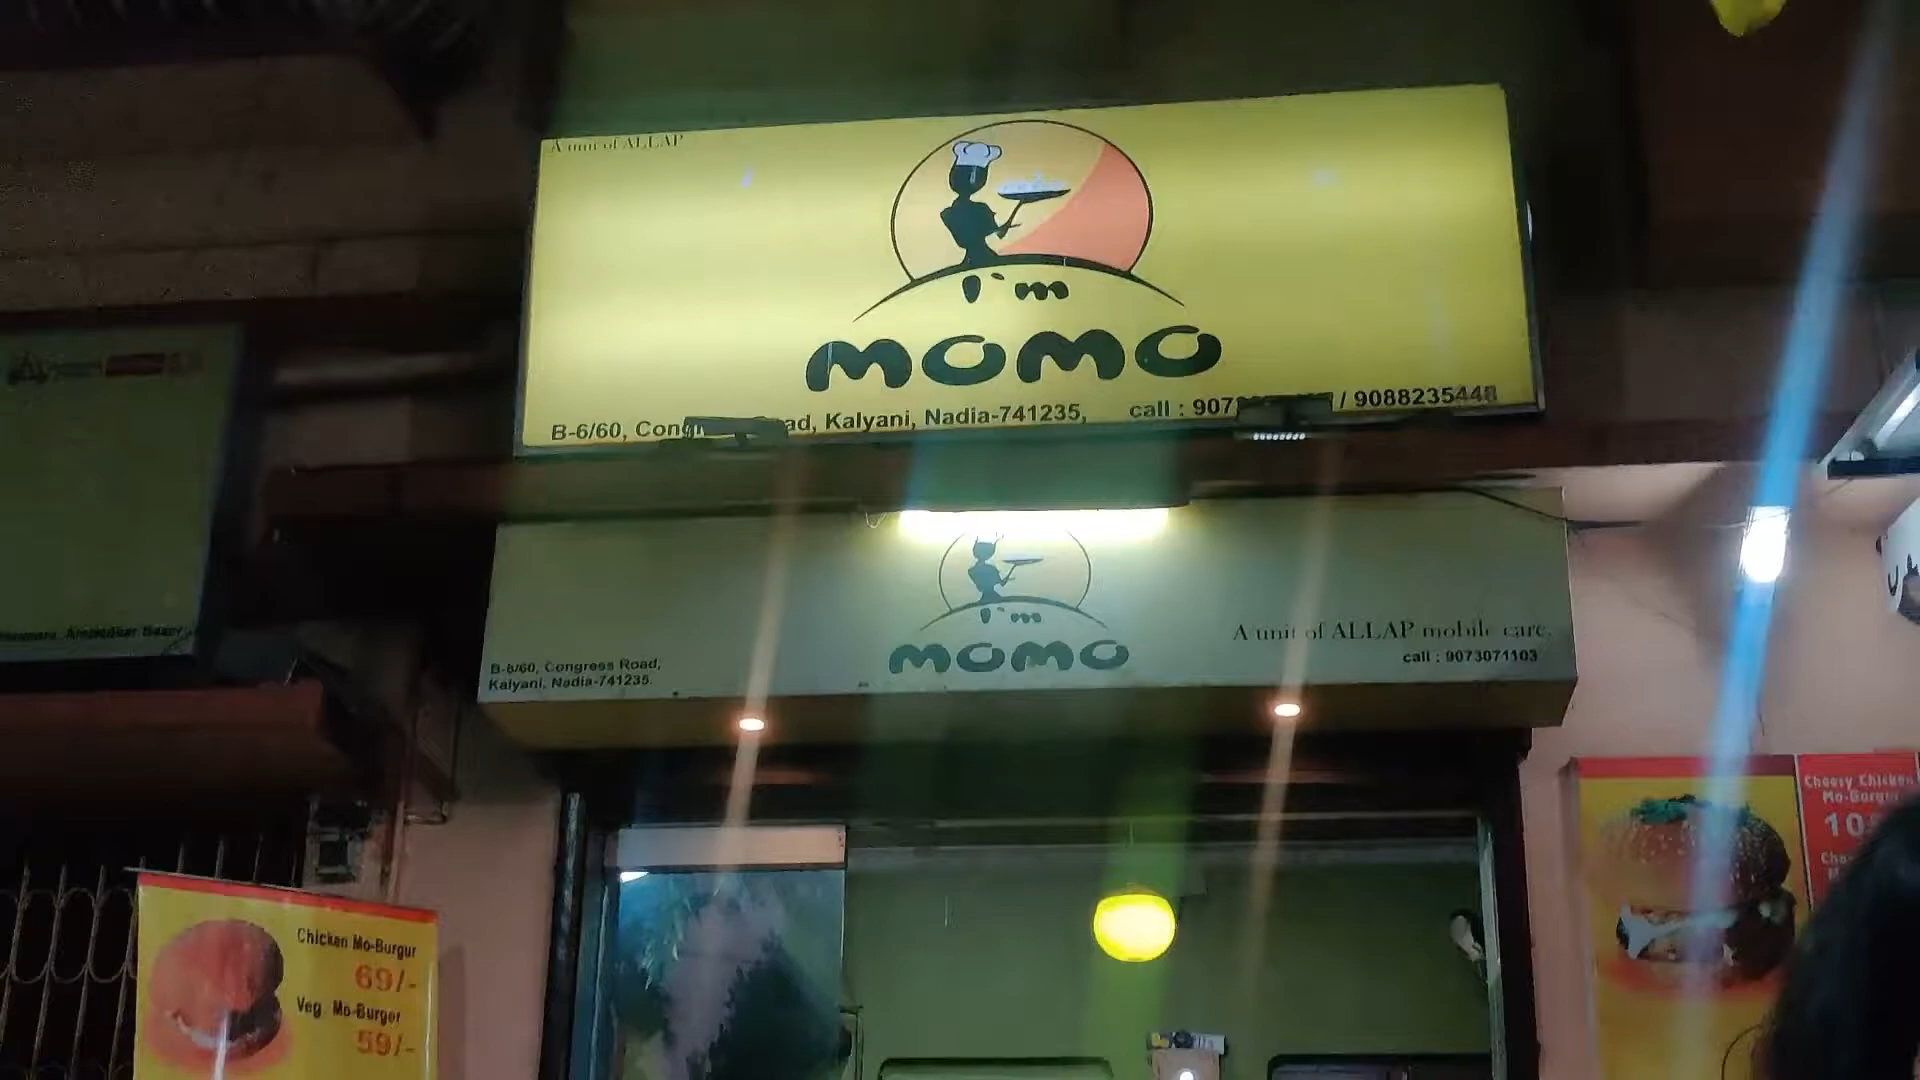 A unit of ALLAP
I'm
MOMO
B-6/60, Cong ad, Kalyani, Nadia-741235,
call : 907 / 9088235448
I'm
MOMO
A unit of ALLAP mobile care.
call : 9073071103
B-6/60, Congress Road,
Kalyani, Nadia-741235.
Chicken Mo-Burgur
69/-
Veg. Mo-Burger
59/-
Cheesy Chicken
Mo-Burger
10